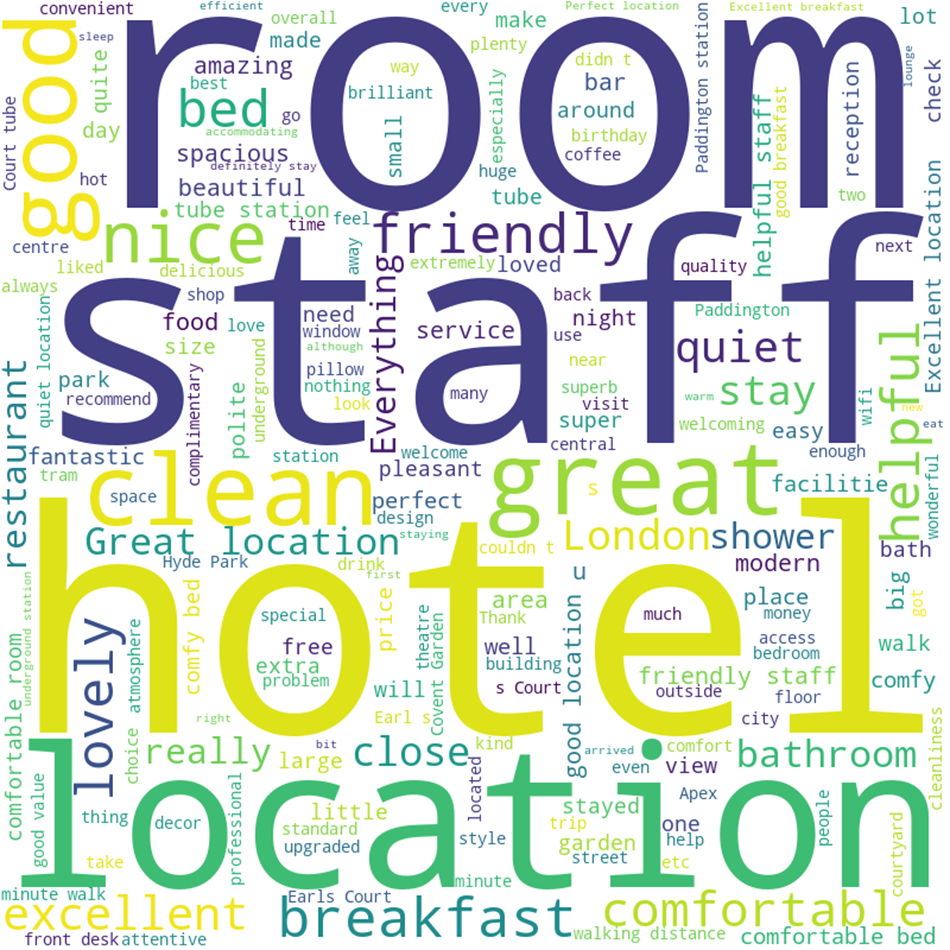 convenient
efficient
every
Perfect location
Excellent breakfast
lot
good
room
sleep
overall
make
made
plenty
didn t
Paddington station
lounge
check
quite
amazing
best
way
bar
bed
go
brilliant
around
small
especially
birthday
coffee
accommodating
helpful staff
good breakfast
reception
Court tube
day
spacious
definitely stay
huge
hot
beautiful
tube
two
Excellent location
tube station
time
feel
nice
friendly
staff
centre
away
next
liked
delicious
extremely
loved
quality
always
shop
Everything
back
quiet location
food
love
need
service
night
Paddington
window
use
size
although
quiet
helpful
underground
park
pillow
near
nothing
recommend
look
many
superb
stay
warm
wifi
new
polite
visit
super
welcoming
eat
restaurant
complimentary
easy
fantastic
station
welcome
central
enough
tram
pleasant
clean
great
wonderful
space
perfect
s
facilitie
design
Great location
staying
couldn t
London
shower
bath
hotel
Hyde Park
drink
modern
underground station
first
u
big
got
comfy bed
price
area
place
special
theatre
Covent Garden
Thank
much
money
free
well
access
walk
extra
building
bedroom
lovely
problem
friendly staff
comfy
comfortable room
atmosphere
will
s Court
outside
floor
good location
right
Earl s
city
cleanliness
choice
really
bit
close
kind
arrived
comfort
bathroom
large
even
view
location
good value
located
Apex
thing
decor
professional
little
stayed
people
standard
trip
one
upgraded
style
garden
help
take
street
etc
courtyard
minute
minute walk
Earls Court
excellent
breakfast
comfortable
front desk
attentive
walking distance
comfortable bed